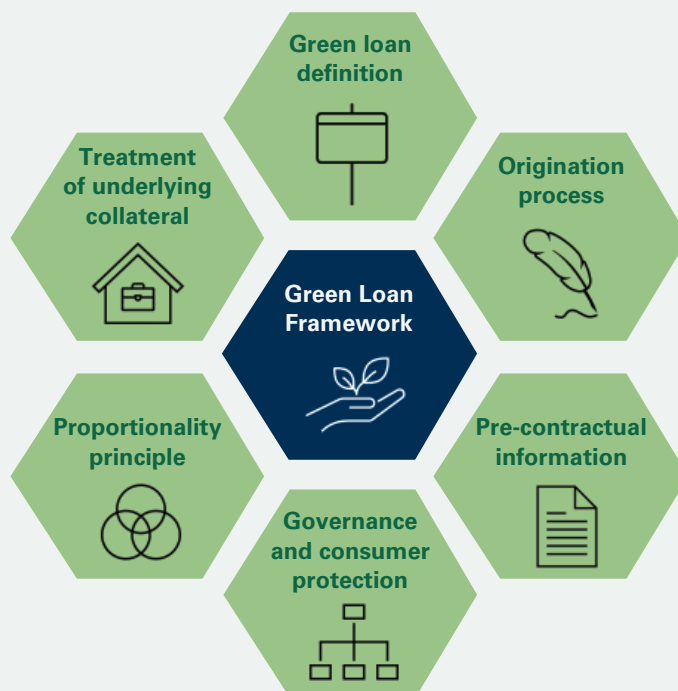 Green loan
definition
Treatment
of underlying
collateral
Origination
process
Green Loan
Framework
Proportionality
principle
Pre-contractual
information
Governance
and consumer
protection